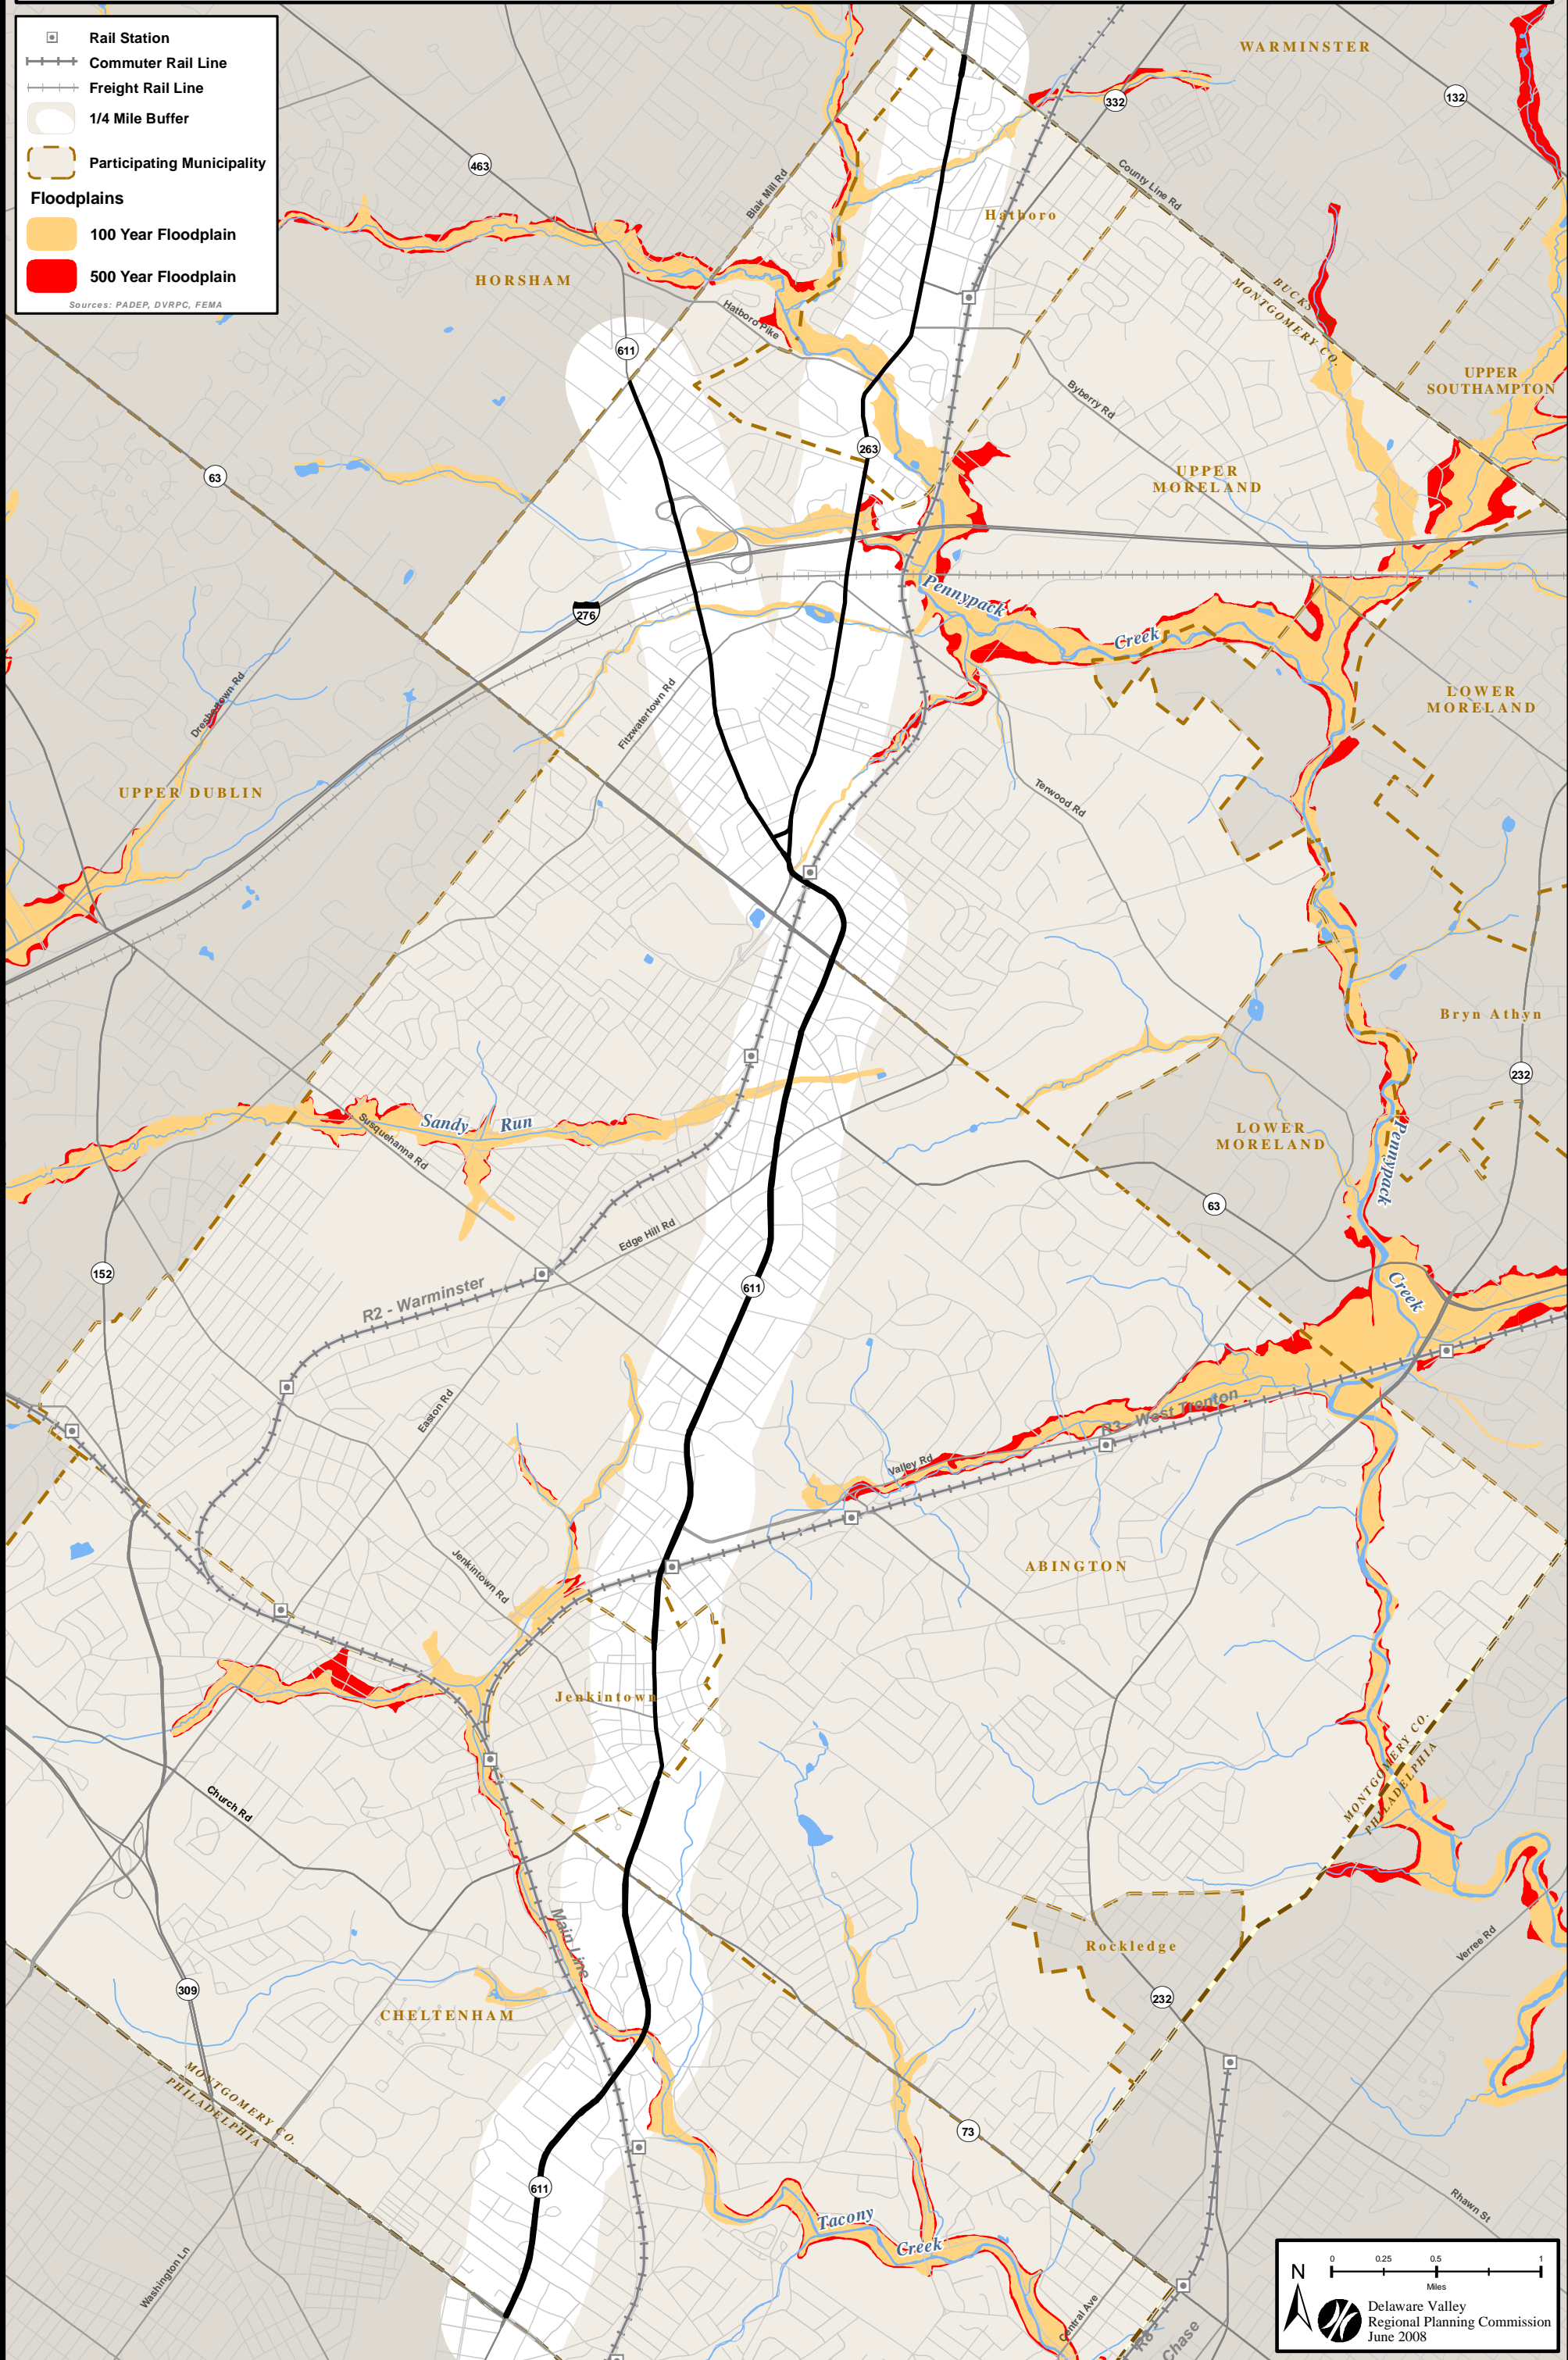 Rail Station
Commuter Rail Line
Freight Rail Line
1/4 Mile Buffer
Participating Municipality
Floodplains
100 Year Floodplain
500 Year Floodplain
Sources: PADEP, DVRPC, FEMA
WARMINSTER
332
132
463
County Line Rd
Blair Mill Rd
Hatboro
HORSHAM
BUCKS
MONTGOMERY CO.
Hatboro Pike
611
UPPER
SOUTHAMPTON
Byberry Rd
263
63
UPPER
MORELAND
276
Pennypack
Creek
Dreshertown Rd
Fitzwatertown Rd
LOWER
MORELAND
UPPER DUBLIN
Terwood Rd
Bryn Athyn
232
Sandy Run
Susquehanna Rd
LOWER
MORELAND
Pennypack
63
Edge Hill Rd
152
R2 - Warminster
611
Creek
Easton Rd
R3 - West Trenton
Valley Rd
Jenkintown Rd
ABINGTON
Jenkintown
MONTGOMERY CO.
PHILADELPHIA
Church Rd
Main Line
Rockledge
Verree Rd
309
232
CHELTENHAM
MONTGOMERY CO.
PHILADELPHIA
73
611
Rhawn St
Tacony
Creek
Washington Ln
Central Ave
R8 -
Chase
N
0 0.25 0.5 1
Miles
Delaware Valley
Regional Planning Commission
June 2008